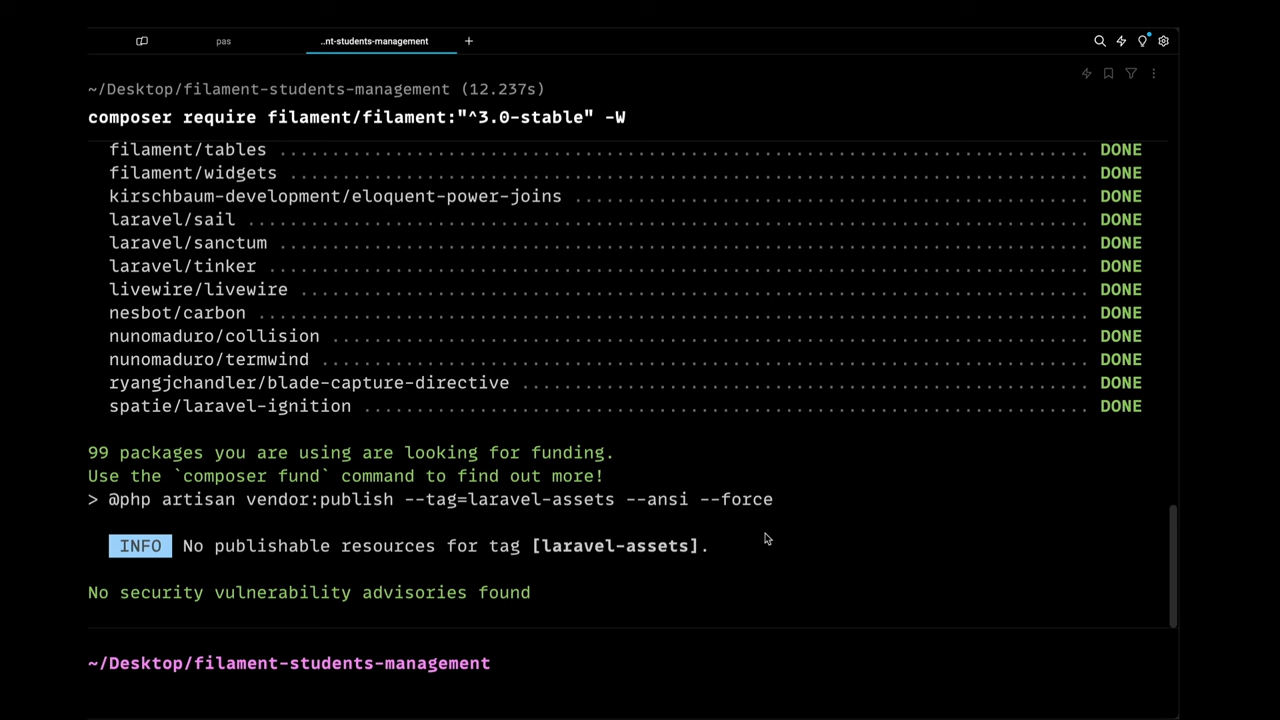 pas
..nt-students-management
~/Desktop/filament-students-management (12.237s)
composer require filament/filament:"^3.0-stable" -W
filament/tables ............................................................................. DONE
filament/widgets ............................................................................ DONE
kirschbaum-development/eloquent-power-joins ................................................. DONE
laravel/sail ................................................................................ DONE
laravel/sanctum ............................................................................. DONE
laravel/tinker .............................................................................. DONE
livewire/livewire ........................................................................... DONE
nesbot/carbon ............................................................................... DONE
nunomaduro/collision ........................................................................ DONE
nunomaduro/termwind ......................................................................... DONE
ryangjchandler/blade-capture-directive ...................................................... DONE
spatie/laravel-ignition ..................................................................... DONE
99 packages you are using are looking for funding.
Use the `composer fund` command to find out more!
> @php artisan vendor:publish --tag=laravel-assets --ansi --force
INFO No publishable resources for tag [laravel-assets].
No security vulnerability advisories found
~/Desktop/filament-students-management